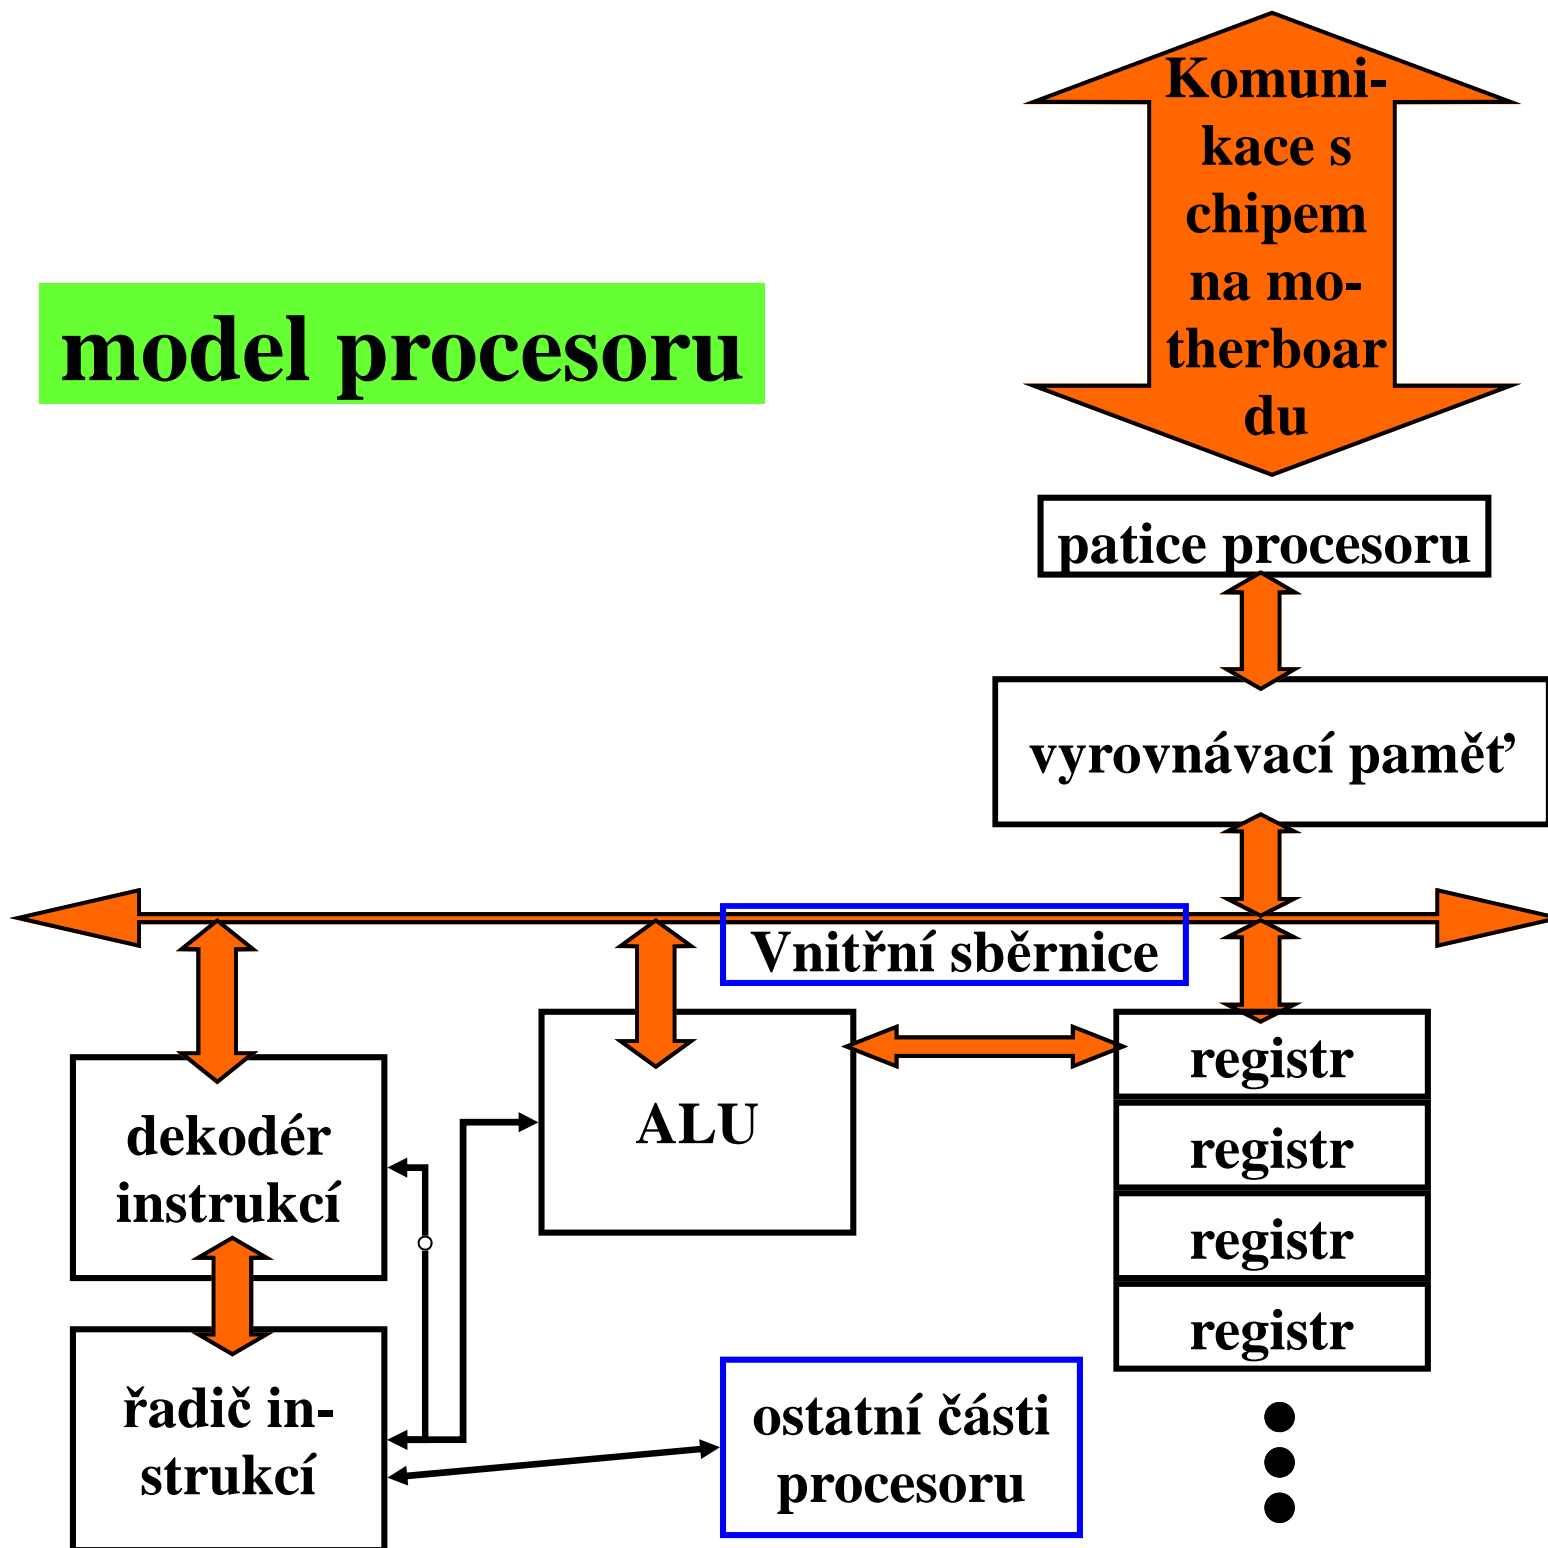 Komuni-
kace s
chipem
na mo-
therboar
du
model procesoru
patice procesoru
vyrovnávací paměť
Vnitřní sběrnice
dekodér
instrukcí
ALU
registr
registr
registr
registr
řadič in-
strukcí
ostatní části
procesoru